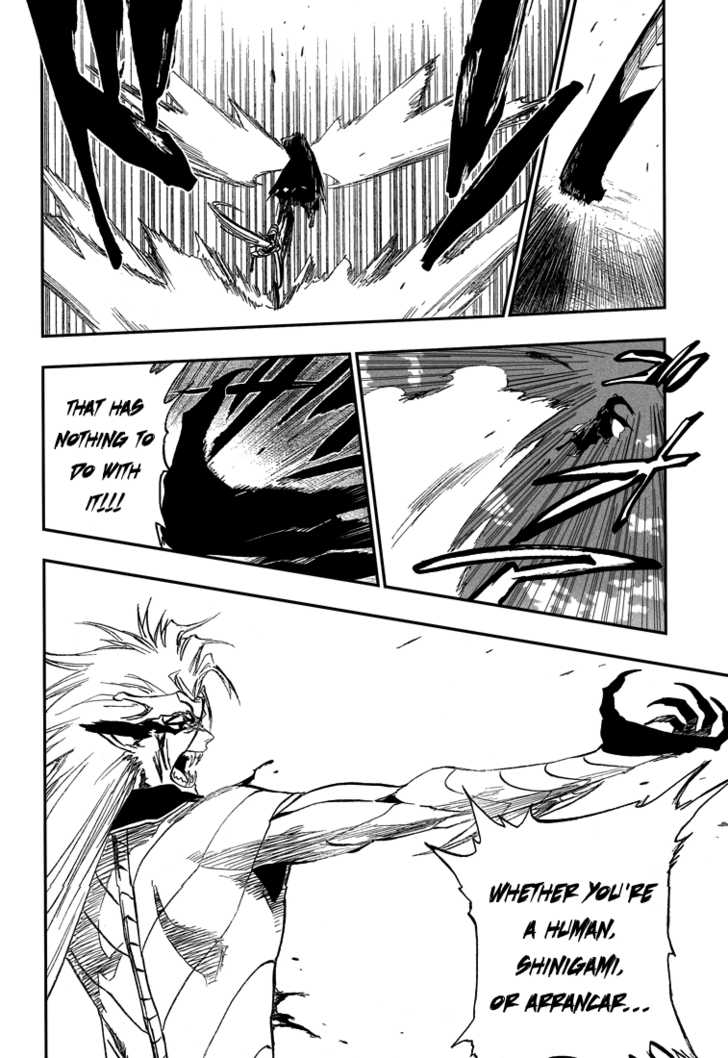 THAT HAS
NOTHING TO
DO WITH
IT!!!
WHETHER YOU'RE
A HUMAN,
SHINIGAMI,
OR ARRANCAR...